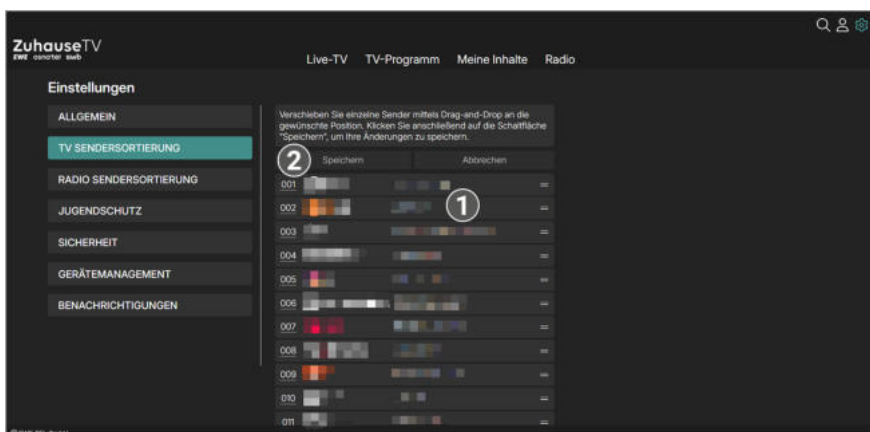 ZuhauseTV
EWE osnatel swb
Live-TV TV-Programm Meine Inhalte Radio
Einstellungen
ALLGEMEIN
TV SENDERSORTIERUNG
RADIO SENDERSORTIERUNG
JUGENDSCHUTZ
SICHERHEIT
GERÄTEMANAGEMENT
BENACHRICHTIGUNGEN
Verschieben Sie einzelne Sender mittels Drag-and-Drop an die
gewünschte Position. Klicken Sie anschließend auf die Schaltfläche
"Speichern", um Ihre Änderungen zu speichern.
2 Speichern Abbrechen
001
002 1
003
004
005
006
007
008
009
010
011